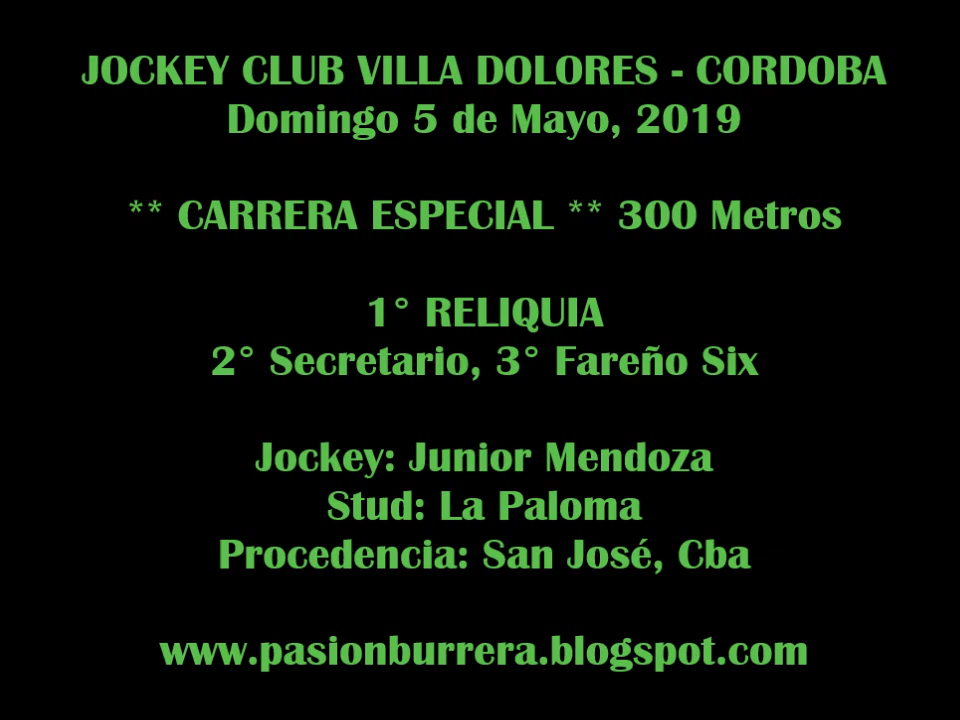 JOCKEY CLUB VILLA DOLORES - CORDOBA
Domingo 5 de Mayo, 2019
** CARRERA ESPECIAL ** 300 Metros
1° RELIQUIA
2° Secretario, 3° Fareño Six
Jockey: Junior Mendoza
Stud: La Paloma
Procedencia: San José, Cba
www.pasionburrera.blogspot.com